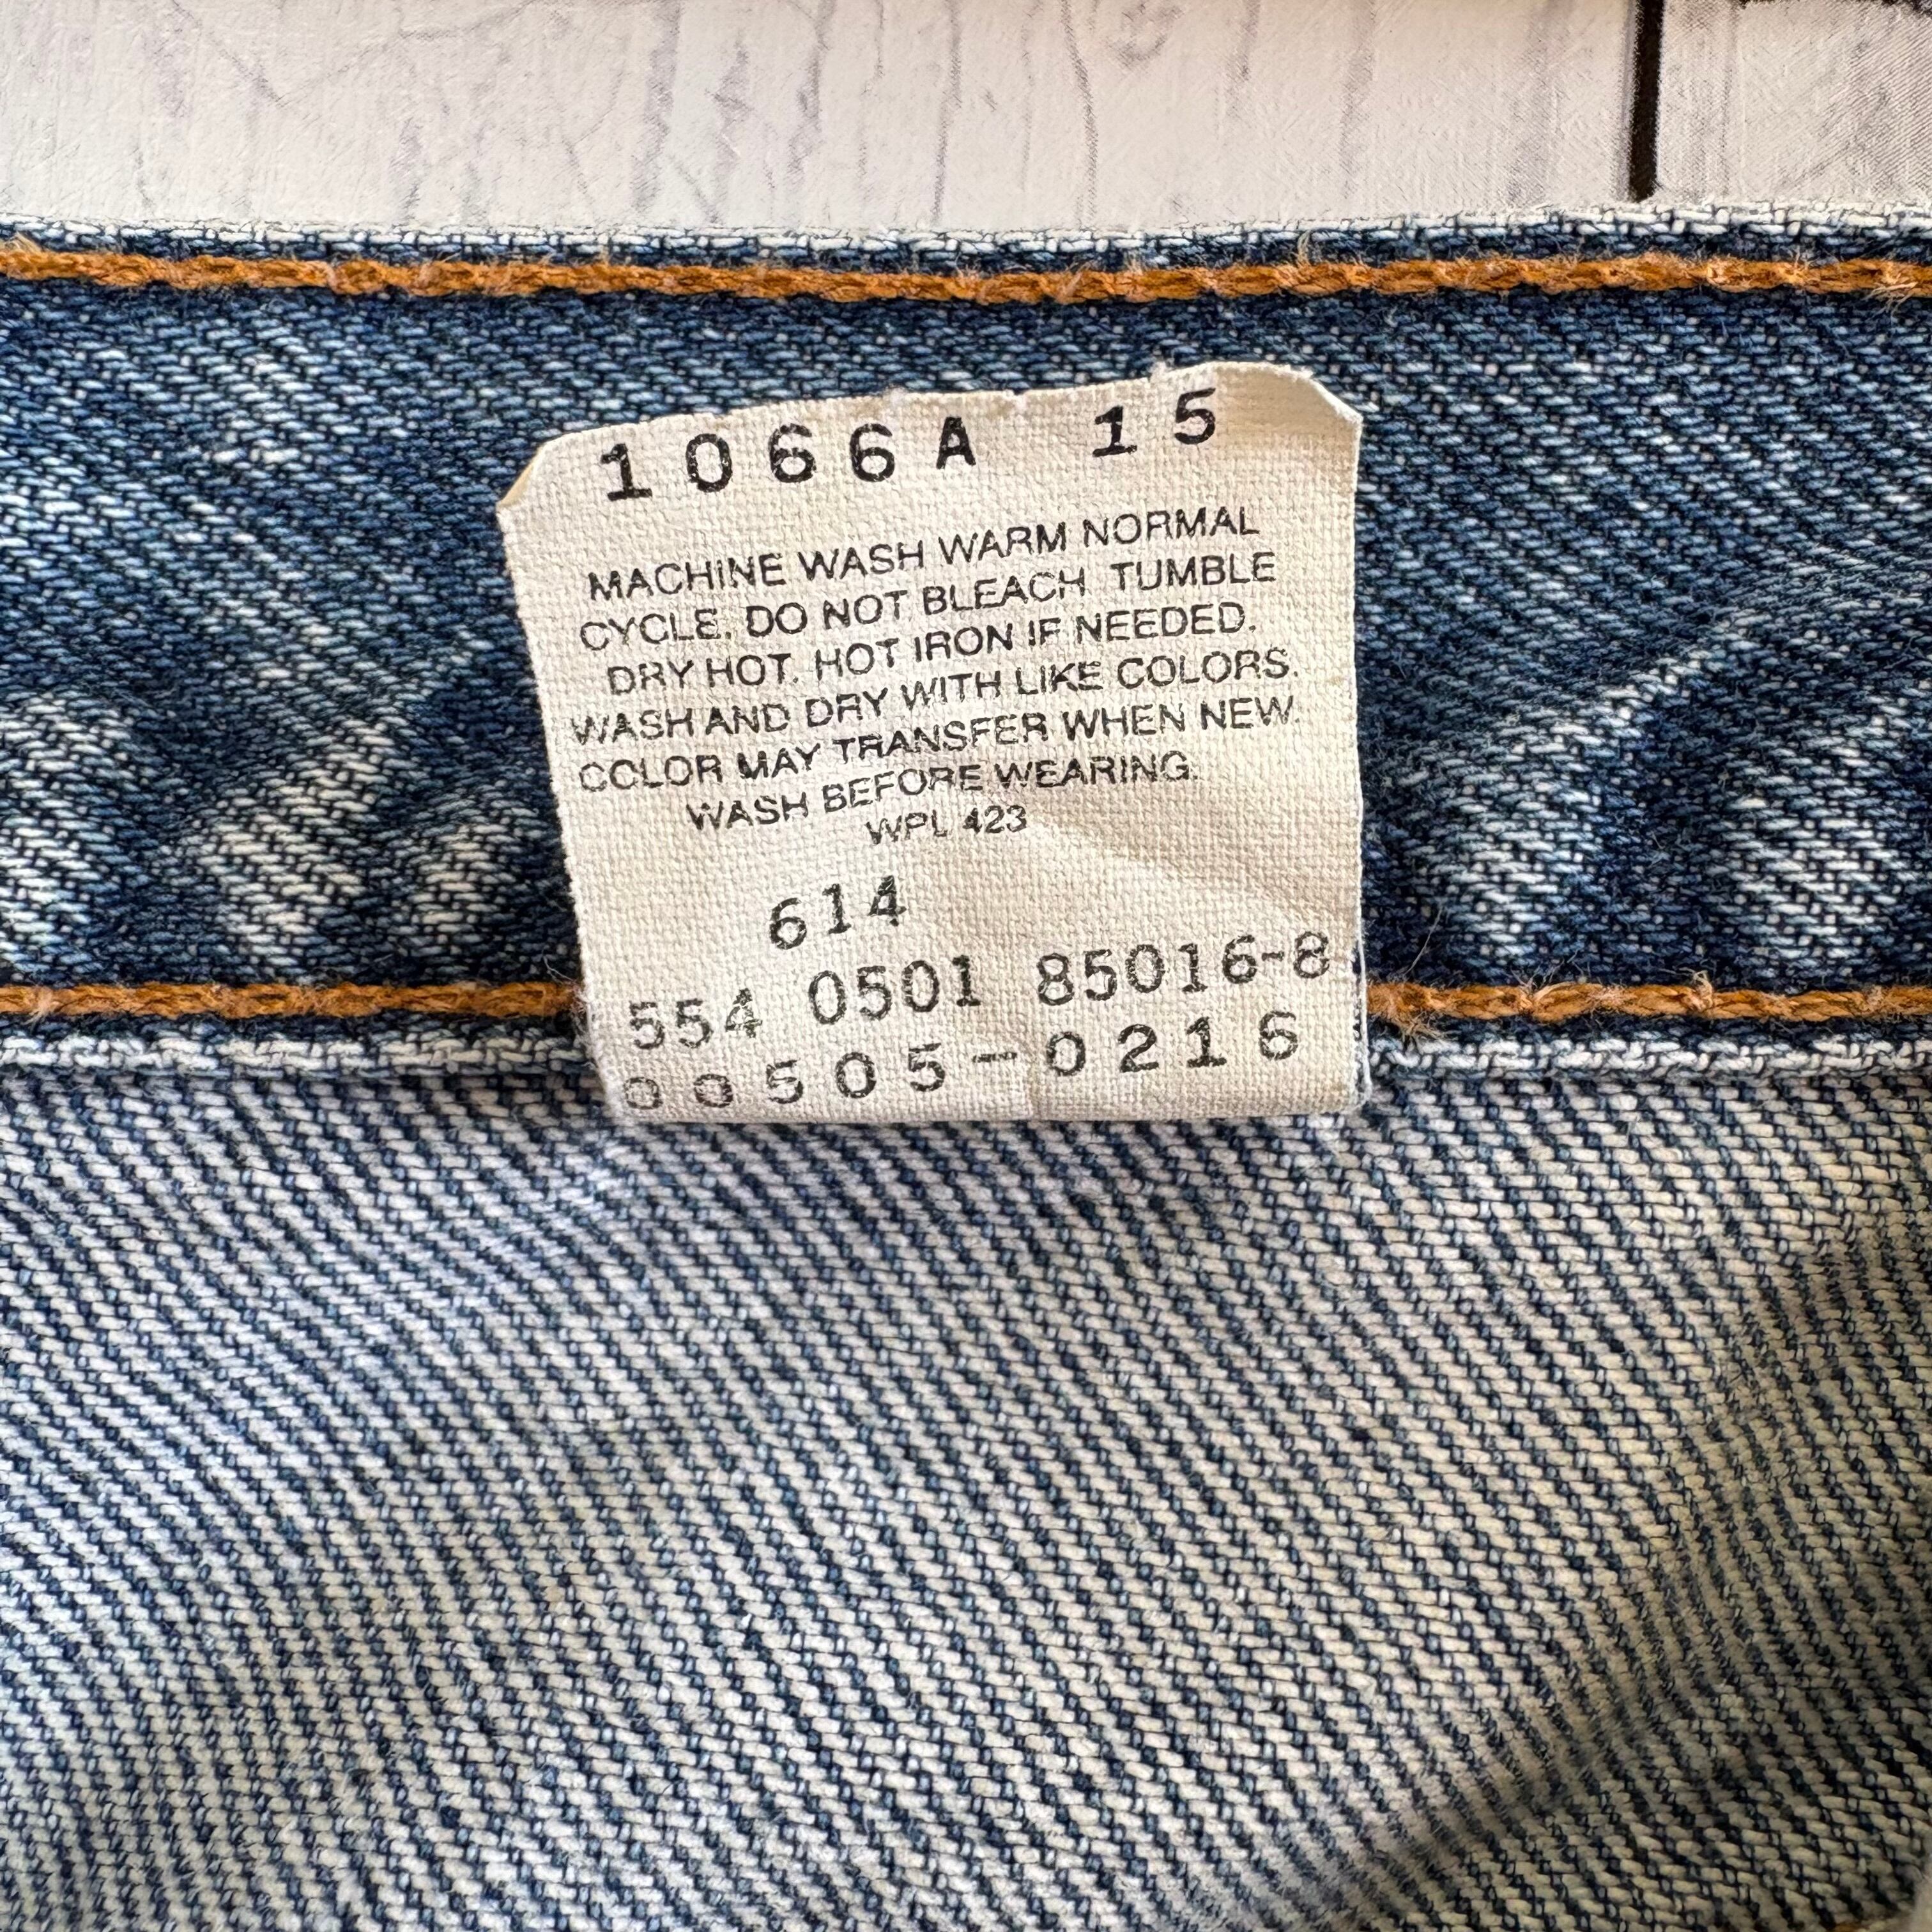 1066A 15
MACHINE WASH WARM NORMAL
CYCLE. DO NOT BLEACH. TUMBLE
DRY HOT. HOT IRON IF NEEDED.
WASH AND DRY WITH LIKE COLORS.
COLOR MAY TRANSFER WHEN NEW.
WASH BEFORE WEARING.
WPL 423
614
554 0501 85016-8
00505-0216